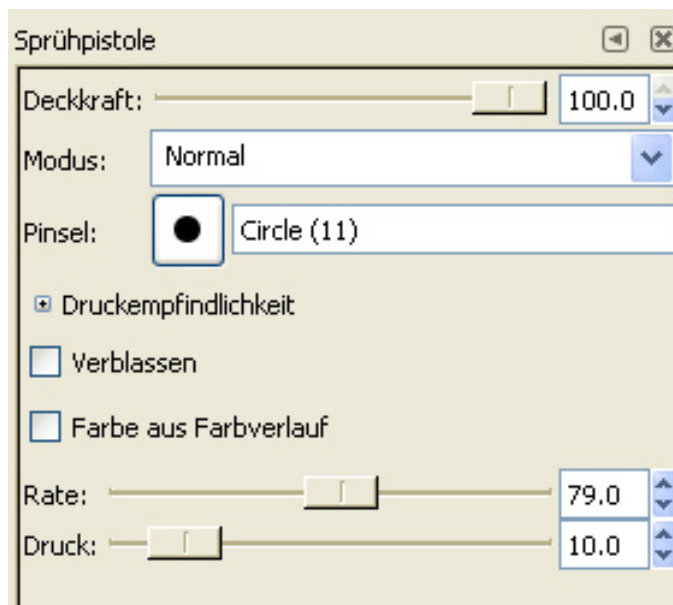 Sprühpistole
Deckkraft: 100.0
Modus: Normal
Pinsel: Circle (11)
Druckempfindlichkeit
Verblassen
Farbe aus Farbverlauf
Rate: 79.0
Druck: 10.0